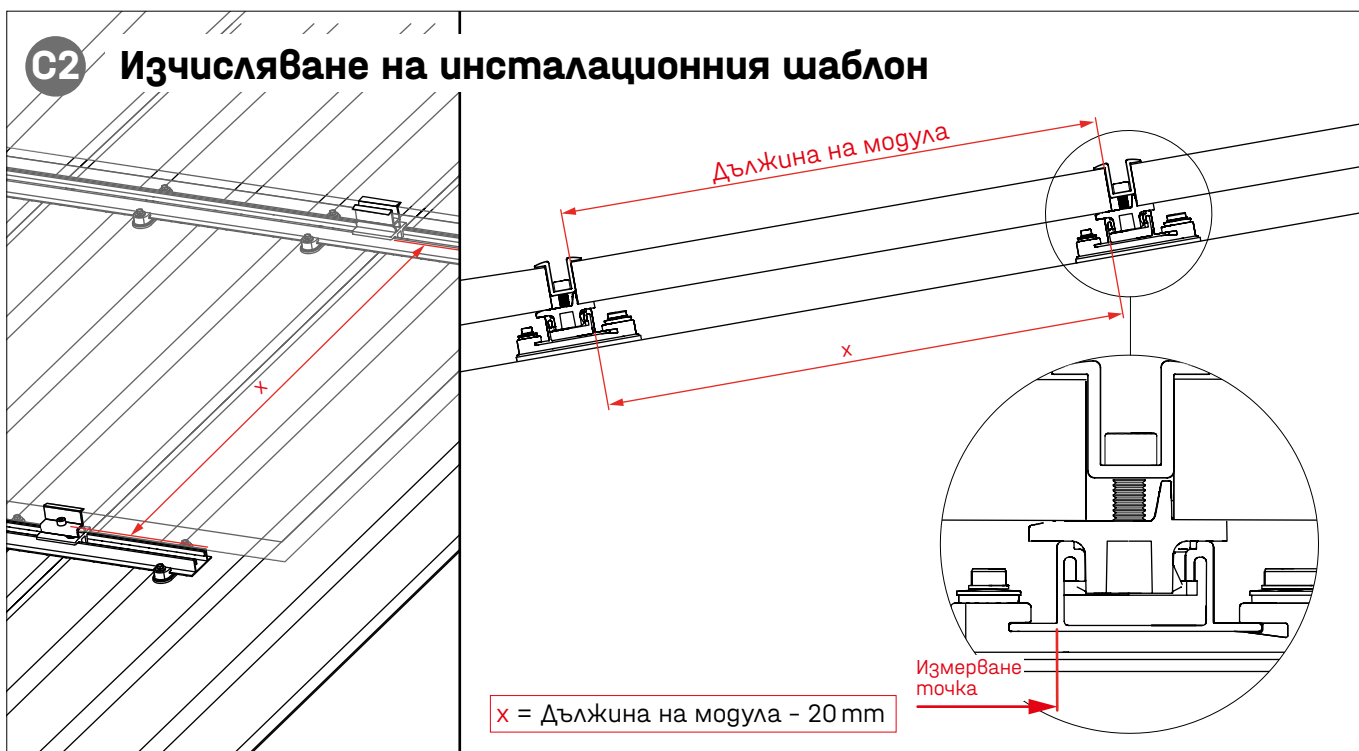 C2 Изчисляване на инсталационния шаблон
Дължина на модула
x
x
Измерване
точка
x = Дължина на модула - 20 mm